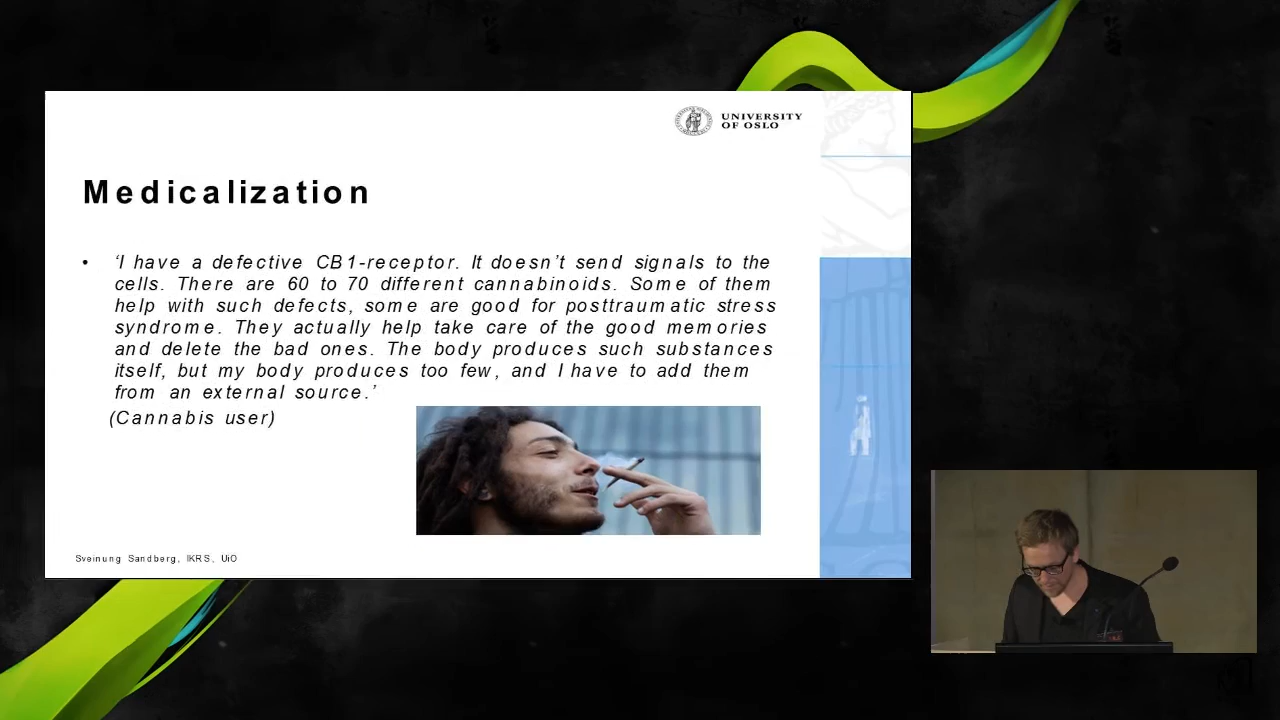 UNIVERSITY
OF OSLO
Medicalization
• ‘I have a defective CB1-receptor. It doesn’t send signals to the
cells. There are 60 to 70 different cannabinoids. Some of them
help with such defects, some are good for posttraumatic stress
syndrome. They actually help take care of the good memories
and delete the bad ones. The body produces such substances
itself, but my body produces too few, and I have to add them
from an external source.’
(Cannabis user)
Sveinung Sandberg, IKRS, UiO